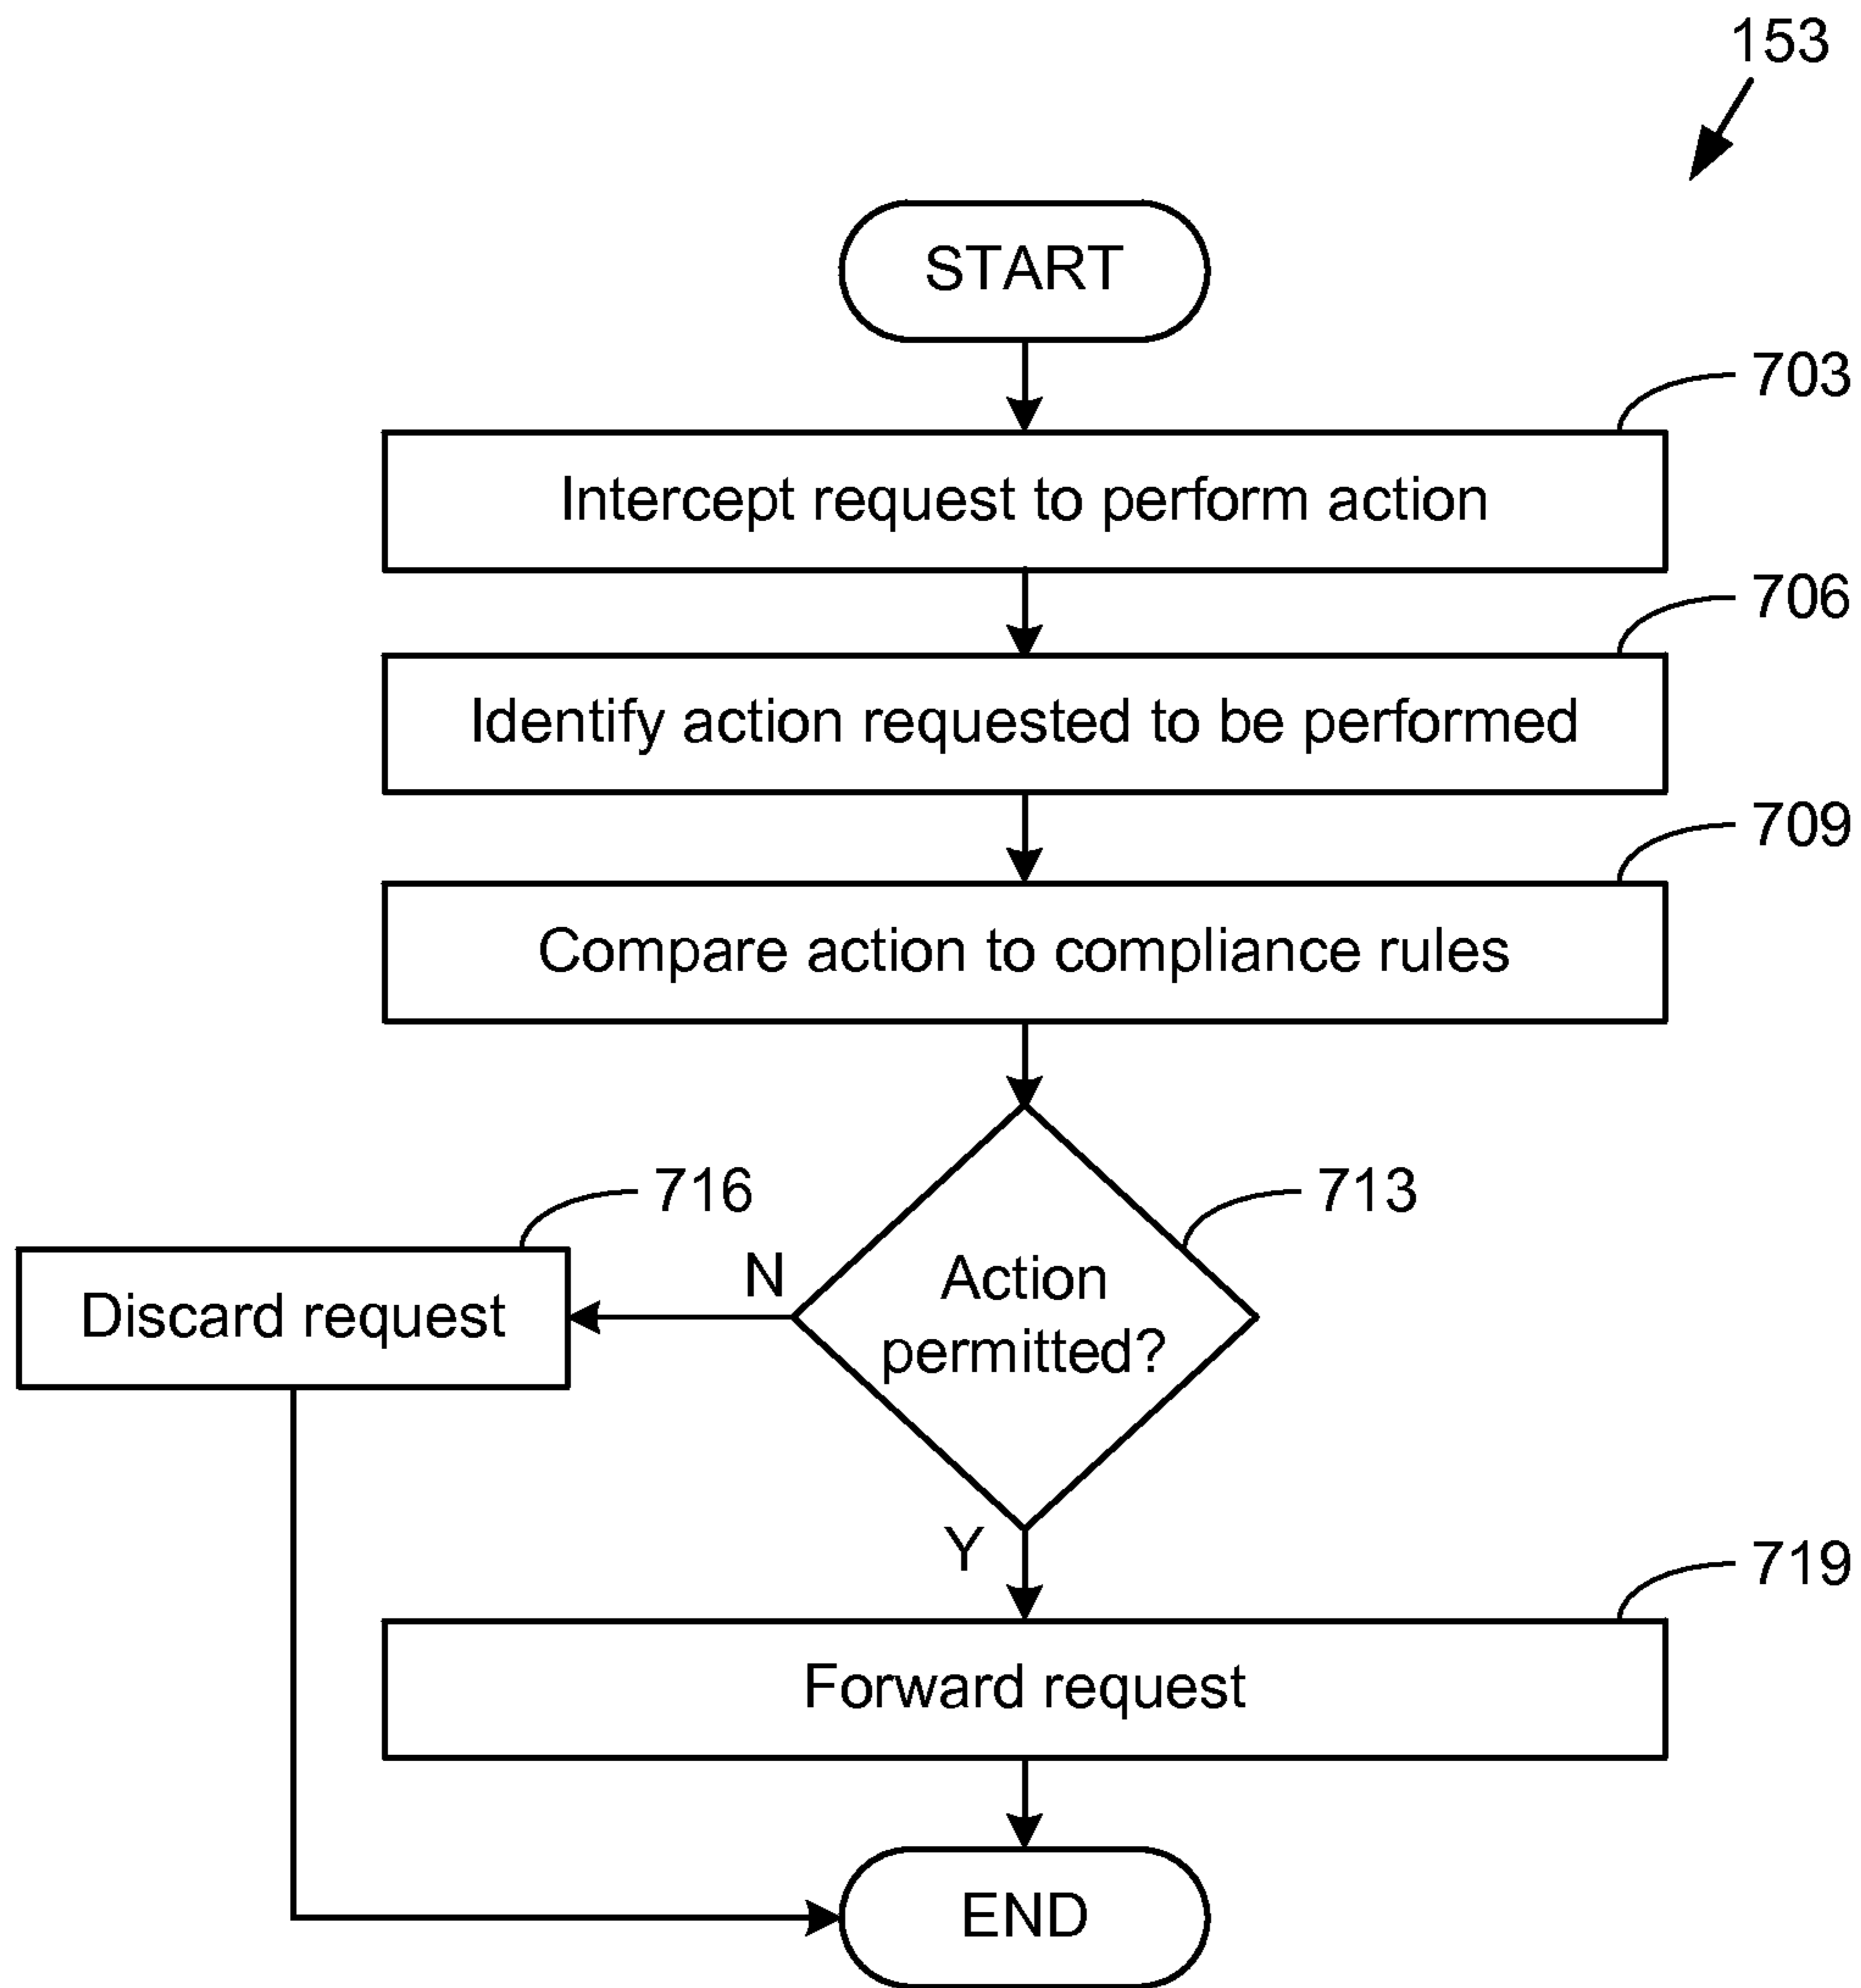 153
START
703
Intercept request to perform action
706
Identify action requested to be performed
709
Compare action to compliance rules
716
713
N
Action
permitted?
Discard request
Y
719
Forward request
END